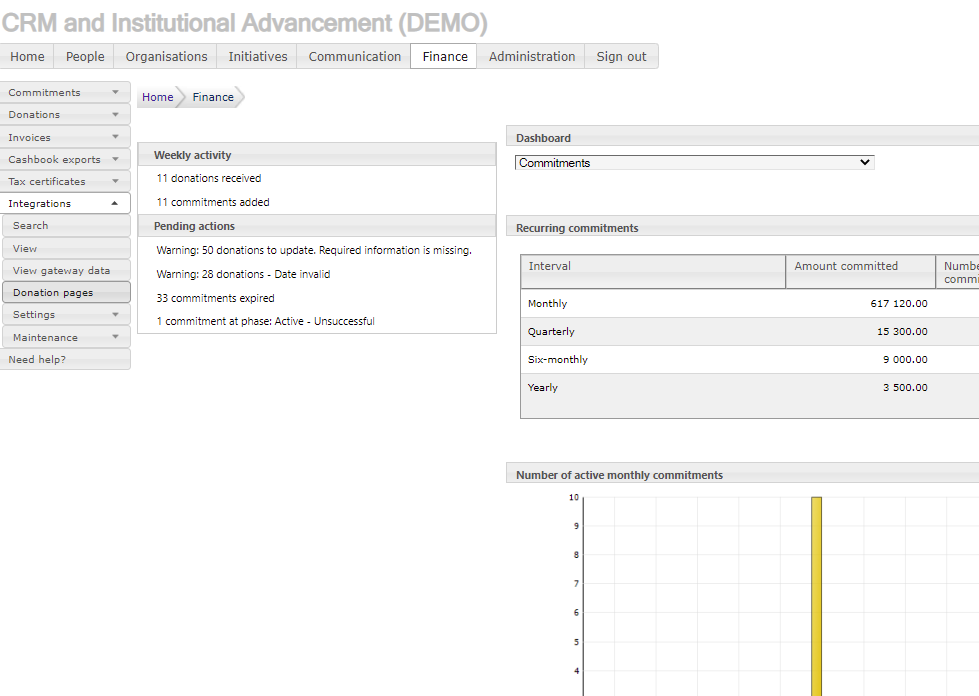 CRM and Institutional Advancement (DEMO)
Home People Organisations Initiatives Communication Finance Administration Sign out
Commitments
Donations
Invoices
Cashbook exports
Tax certificates
Integrations
Search
View
View gateway data
Donation pages
Settings
Maintenance
Need help?
Home Finance
Weekly activity
11 donations received
11 commitments added
Pending actions
Warning: 50 donations to update. Required information is missing.
Warning: 28 donations - Date invalid
33 commitments expired
1 commitment at phase: Active - Unsuccessful
Dashboard
Commitments
Recurring commitments
Interval Amount committed
Monthly 617 120.00
Quarterly 15 300.00
Six-monthly 9 000.00
Yearly 3 500.00
Number of active monthly commitments
10
9
8
7
6
5
4